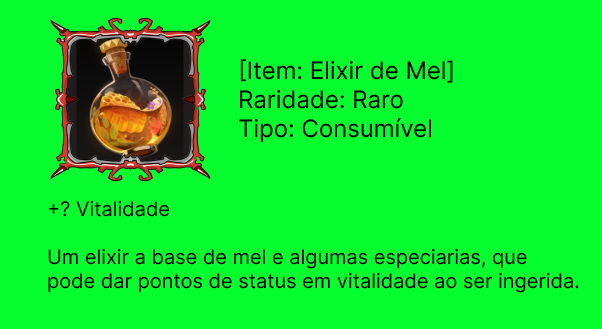 [Item: Elixir de Mel]
Raridade: Raro
Tipo: Consumível
+? Vitalidade
Um elixir a base de mel e algumas especiarias, que
pode dar pontos de status em vitalidade ao ser ingerida.